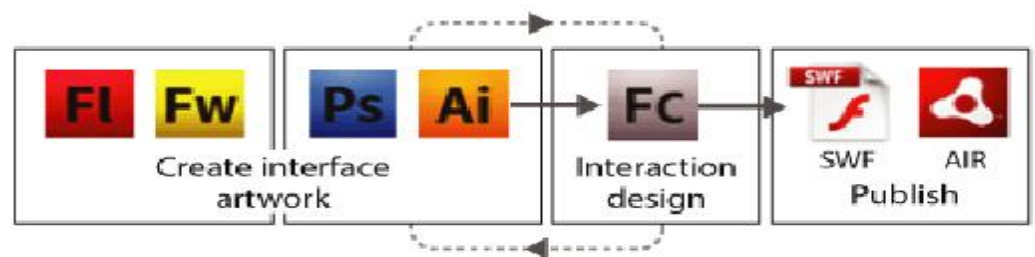 Fl Fw Ps Ai Fc SWF
SWF AIR
Create interface
artwork
Interaction
design
Publish